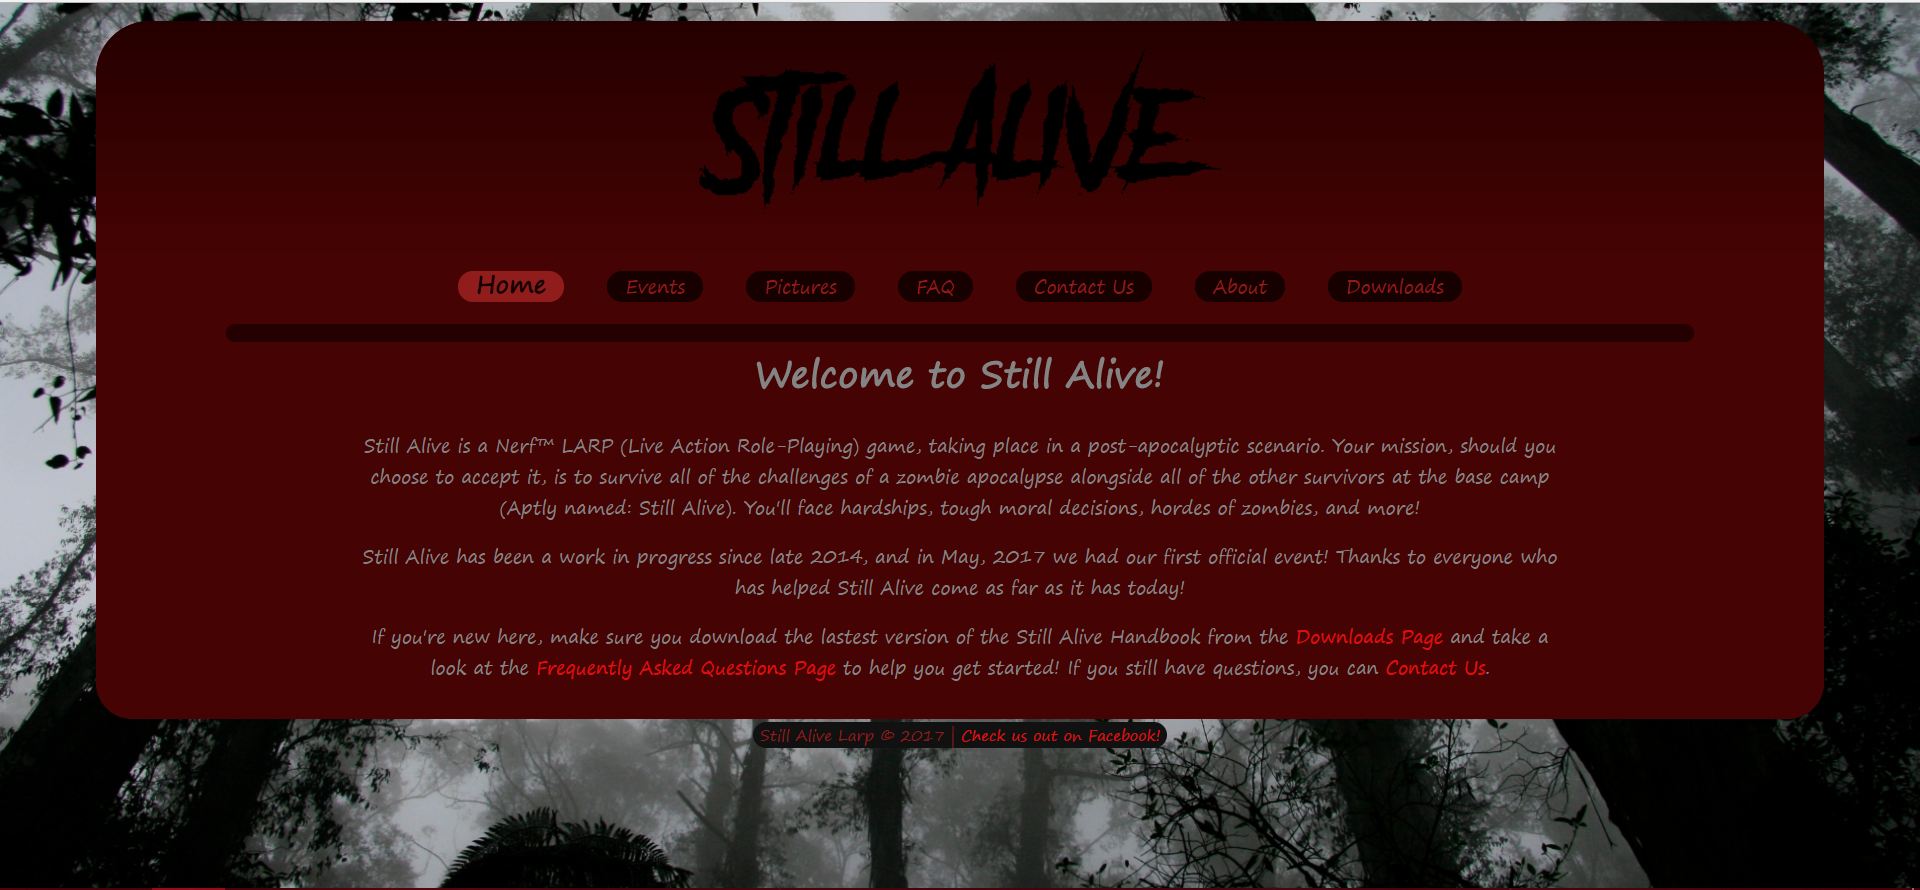 STILL ALIVE
Home Events Pictures FAQ Contact Us About Downloads
Welcome to Still Alive!
Still Alive is a Nerf™ LARP (Live Action Role-Playing) game, taking place in a post-apocalyptic scenario. Your mission, should you
choose to accept it, is to survive all of the challenges of a zombie apocalypse alongside all of the other survivors at the base camp
(Aptly named: Still Alive). You'll face hardships, tough moral decisions, hordes of zombies, and more!
Still Alive has been a work in progress since late 2014, and in May, 2017 we had our first official event! Thanks to everyone who
has helped Still Alive come as far as it has today!
If you're new here, make sure you download the lastest version of the Still Alive Handbook from the Downloads Page and take a
look at the Frequently Asked Questions Page to help you get started! If you still have questions, you can Contact Us.
Still Alive Larp © 2017 | Check us out on Facebook!